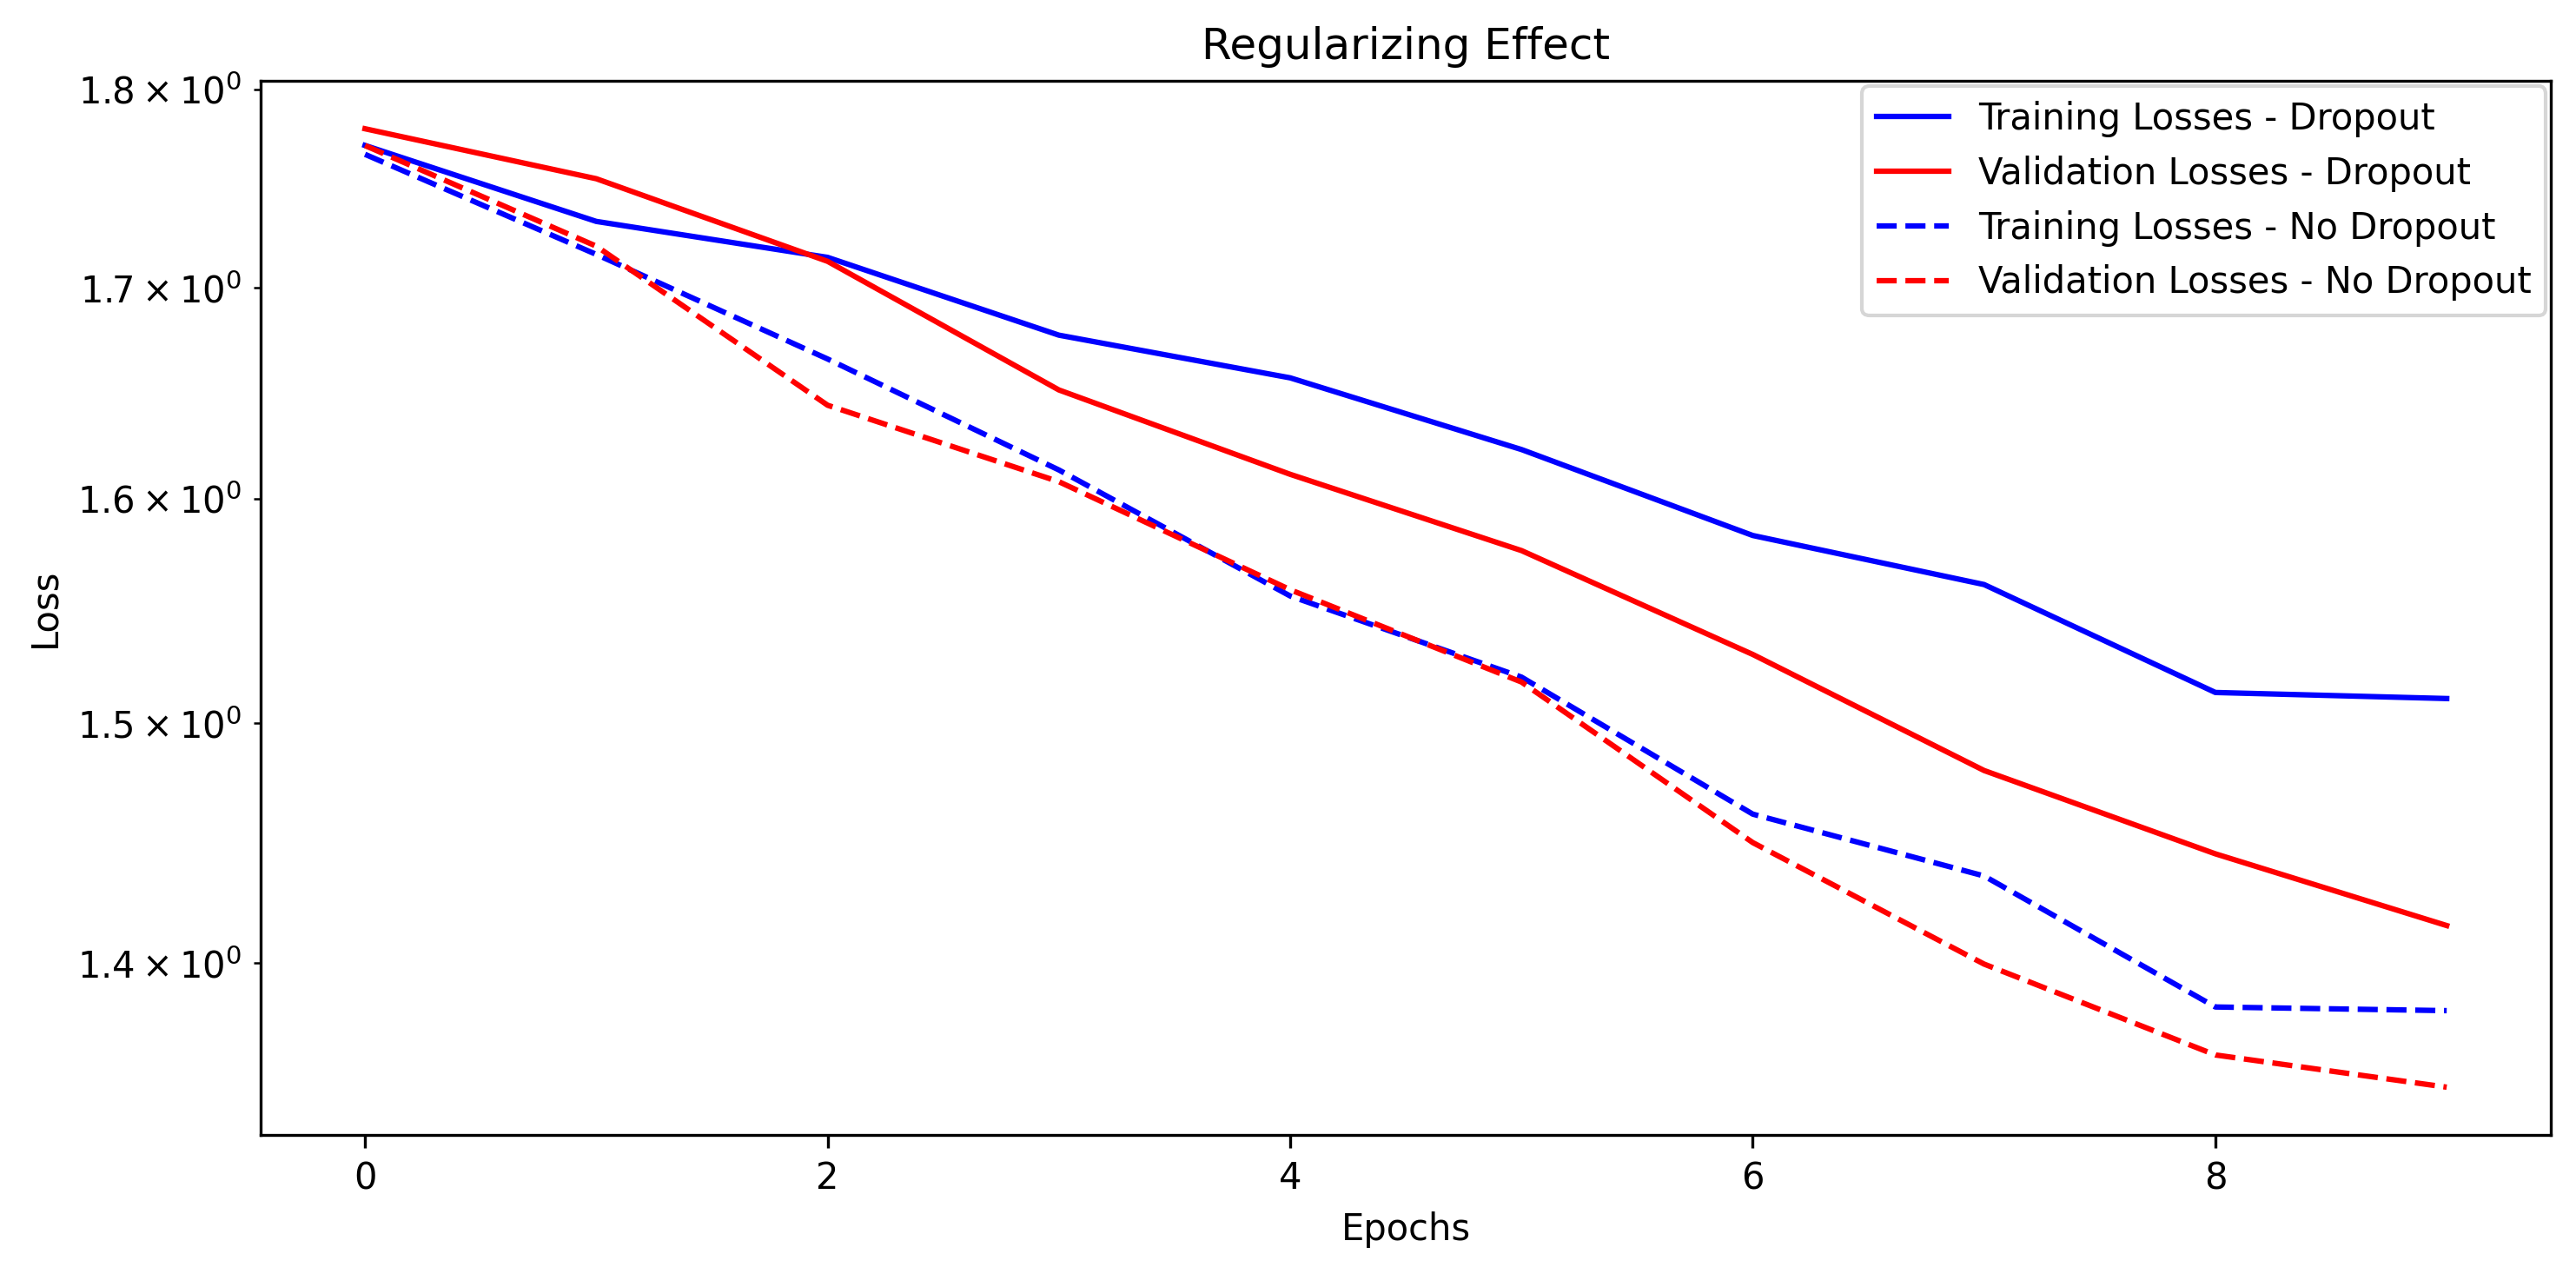 Regularizing Effect
1.8 × 10⁰
1.7 × 10⁰
1.6 × 10⁰
1.5 × 10⁰
1.4 × 10⁰
Loss
Training Losses - Dropout
Validation Losses - Dropout
Training Losses - No Dropout
Validation Losses - No Dropout
0 2 4 6 8
Epochs